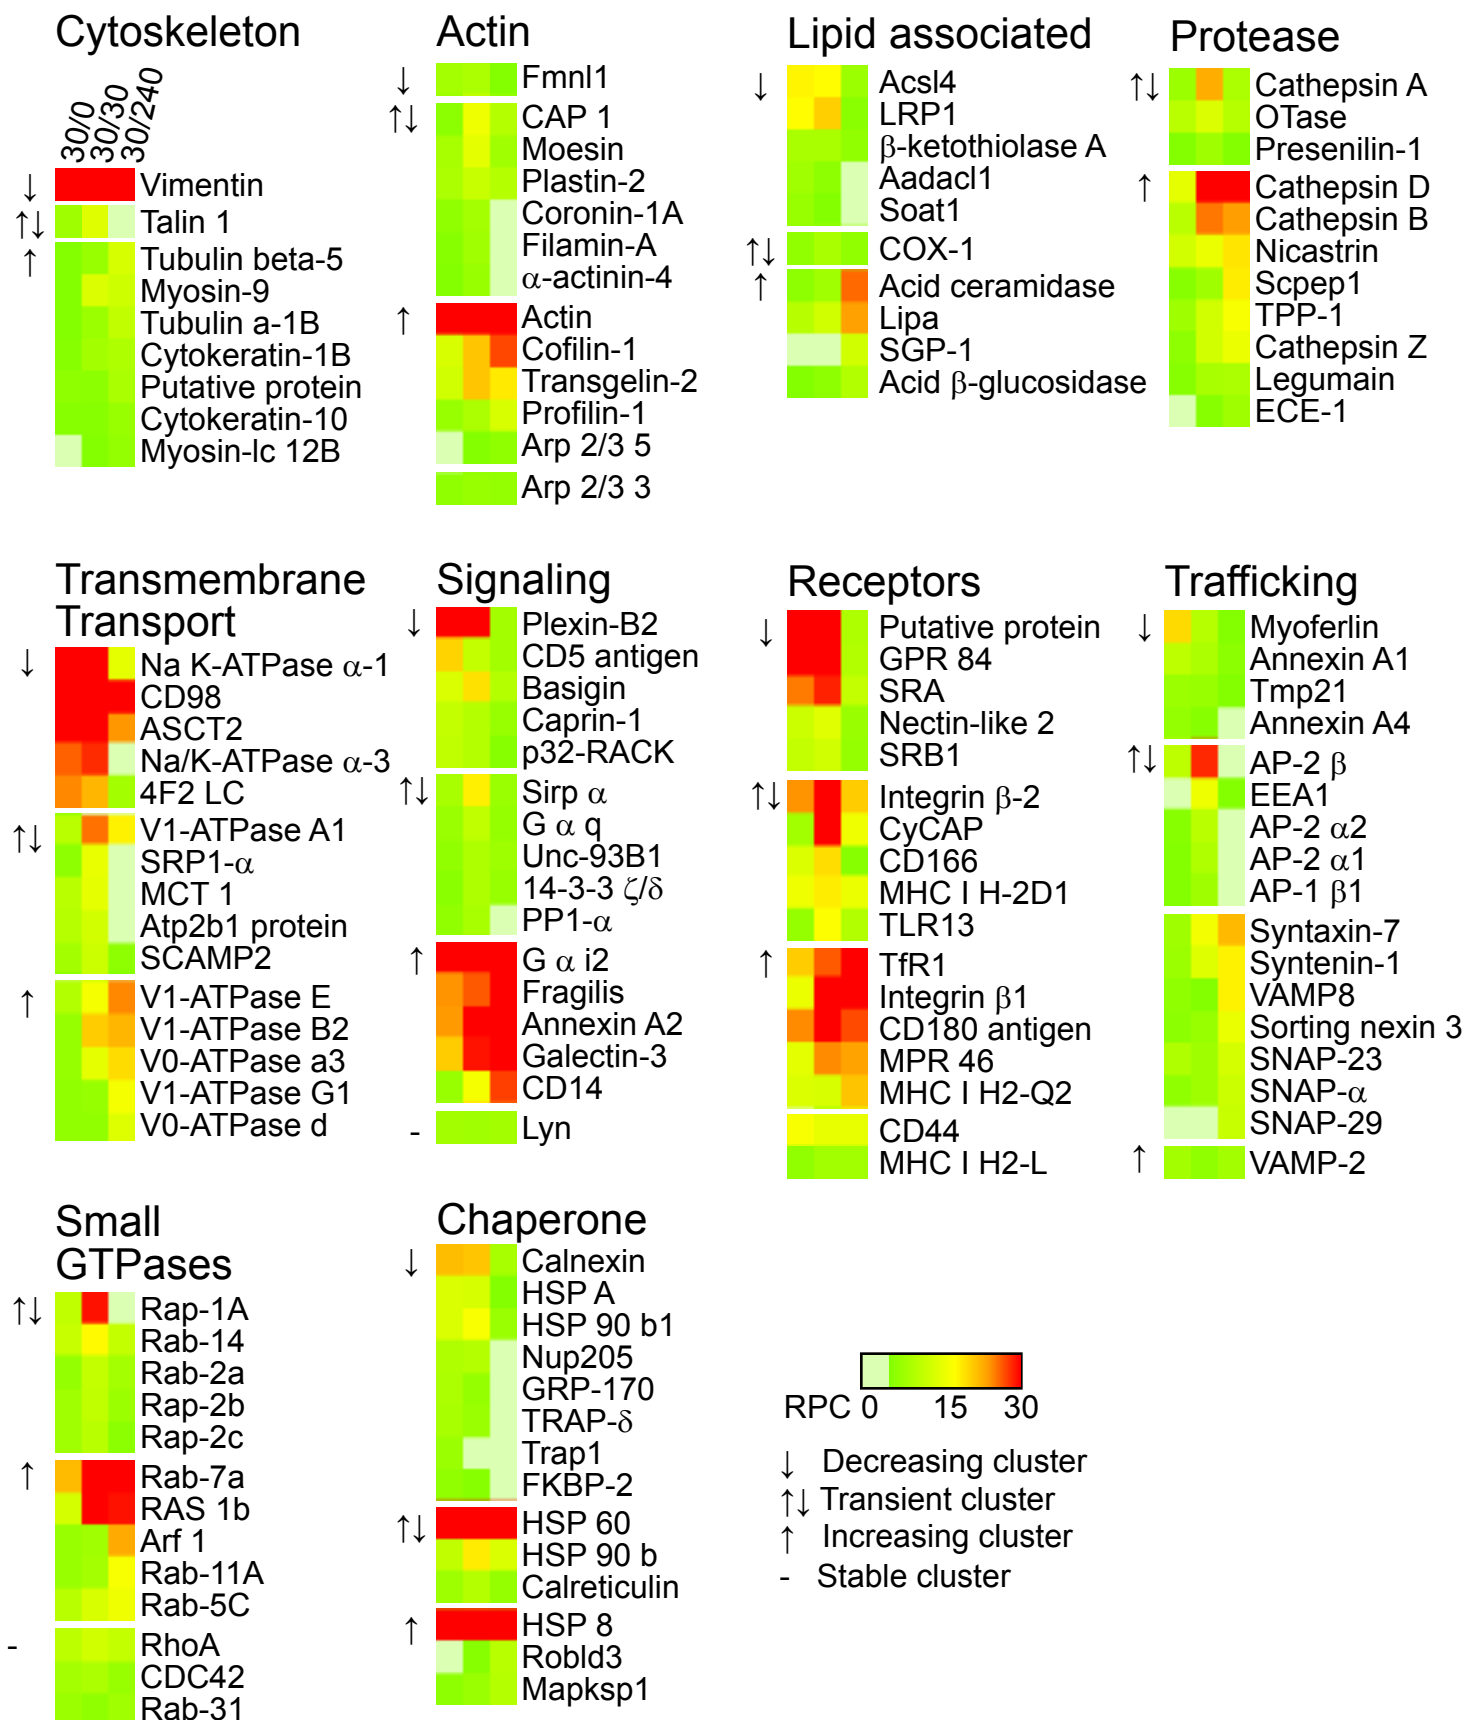 Cytoskeleton
30/0
30/30
30/240
↓ Vimentin
↑↓ Talin 1
↑ Tubulin beta-5
Myosin-9
Tubulin a-1B
Cytokeratin-1B
Putative protein
Cytokeratin-10
Myosin-lc 12B
Actin
↓ Fmnl1
↑↓ CAP 1
Moesin
Plastin-2
Coronin-1A
Filamin-A
α-actinin-4
↑ Actin
Cofilin-1
Transgelin-2
Profilin-1
Arp 2/3 5
Arp 2/3 3
Lipid associated
↓ Acsl4
LRP1
β-ketothiolase A
Aadacl1
Soat1
↑↓ COX-1
↑ Acid ceramidase
Lipa
SGP-1
Acid β-glucosidase
Protease
↑↓ Cathepsin A
OTase
Presenilin-1
↑ Cathepsin D
Cathepsin B
Nicastrin
Scpep1
TPP-1
Cathepsin Z
Legumain
ECE-1
Transmembrane
Transport
↓ Na K-ATPase α-1
CD98
ASCT2
Na/K-ATPase α-3
4F2 LC
↑↓ V1-ATPase A1
SRP1-α
MCT 1
Atp2b1 protein
SCAMP2
↑ V1-ATPase E
V1-ATPase B2
V0-ATPase a3
V1-ATPase G1
V0-ATPase d
Signaling
↓ Plexin-B2
CD5 antigen
Basigin
Caprin-1
p32-RACK
↑↓ Sirp α
G α q
Unc-93B1
14-3-3 ζ/δ
PP1-α
↑ G α i2
Fragilis
Annexin A2
Galectin-3
CD14
- Lyn
Receptors
↓ Putative protein
GPR 84
SRA
Nectin-like 2
SRB1
↑↓ Integrin β-2
CyCAP
CD166
MHC I H-2D1
TLR13
↑ TfR1
Integrin β1
CD180 antigen
MPR 46
MHC I H2-Q2
CD44
MHC I H2-L
Trafficking
↓ Myoferlin
Annexin A1
Tmp21
Annexin A4
↑↓ AP-2 β
EEA1
AP-2 α2
AP-2 α1
AP-1 β1
Syntaxin-7
Syntenin-1
VAMP8
Sorting nexin 3
SNAP-23
SNAP-α
SNAP-29
↑ VAMP-2
Small
GTPases
↑↓ Rap-1A
Rab-14
Rab-2a
Rap-2b
Rap-2c
↑ Rab-7a
RAS 1b
Arf 1
Rab-11A
Rab-5C
- RhoA
CDC42
Rab-31
Chaperone
↓ Calnexin
HSP A
HSP 90 b1
Nup205
GRP-170
TRAP-δ
Trap1
FKBP-2
↑↓ HSP 60
HSP 90 b
Calreticulin
↑ HSP 8
Robld3
Mapksp1
RPC 0 15 30
↓ Decreasing cluster
↑↓ Transient cluster
↑ Increasing cluster
- Stable cluster